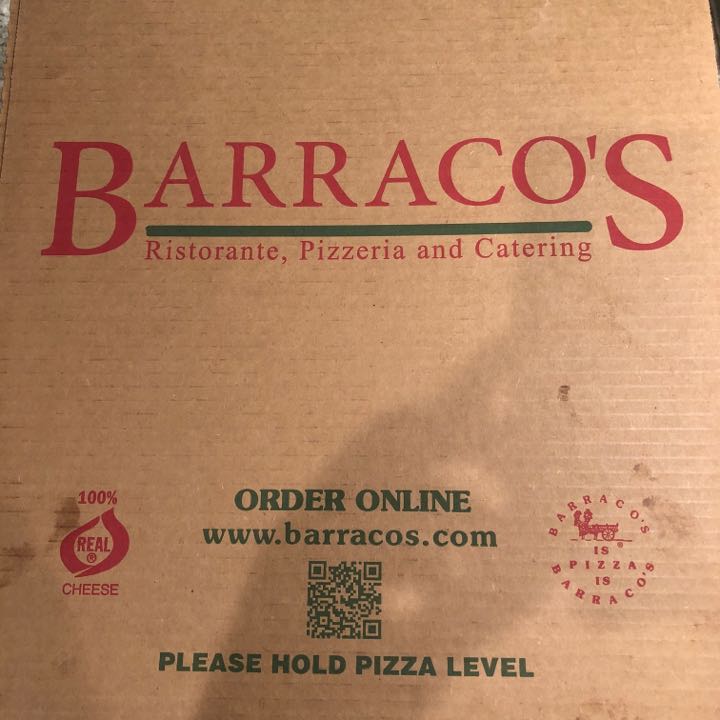 BARRACO'S
Ristorante, Pizzeria and Catering
100%
REAL
®
CHEESE
ORDER ONLINE
www.barracos.com
PLEASE HOLD PIZZA LEVEL
BARRACO'S
®
IS
PIZZA
IS
BARRACO'S